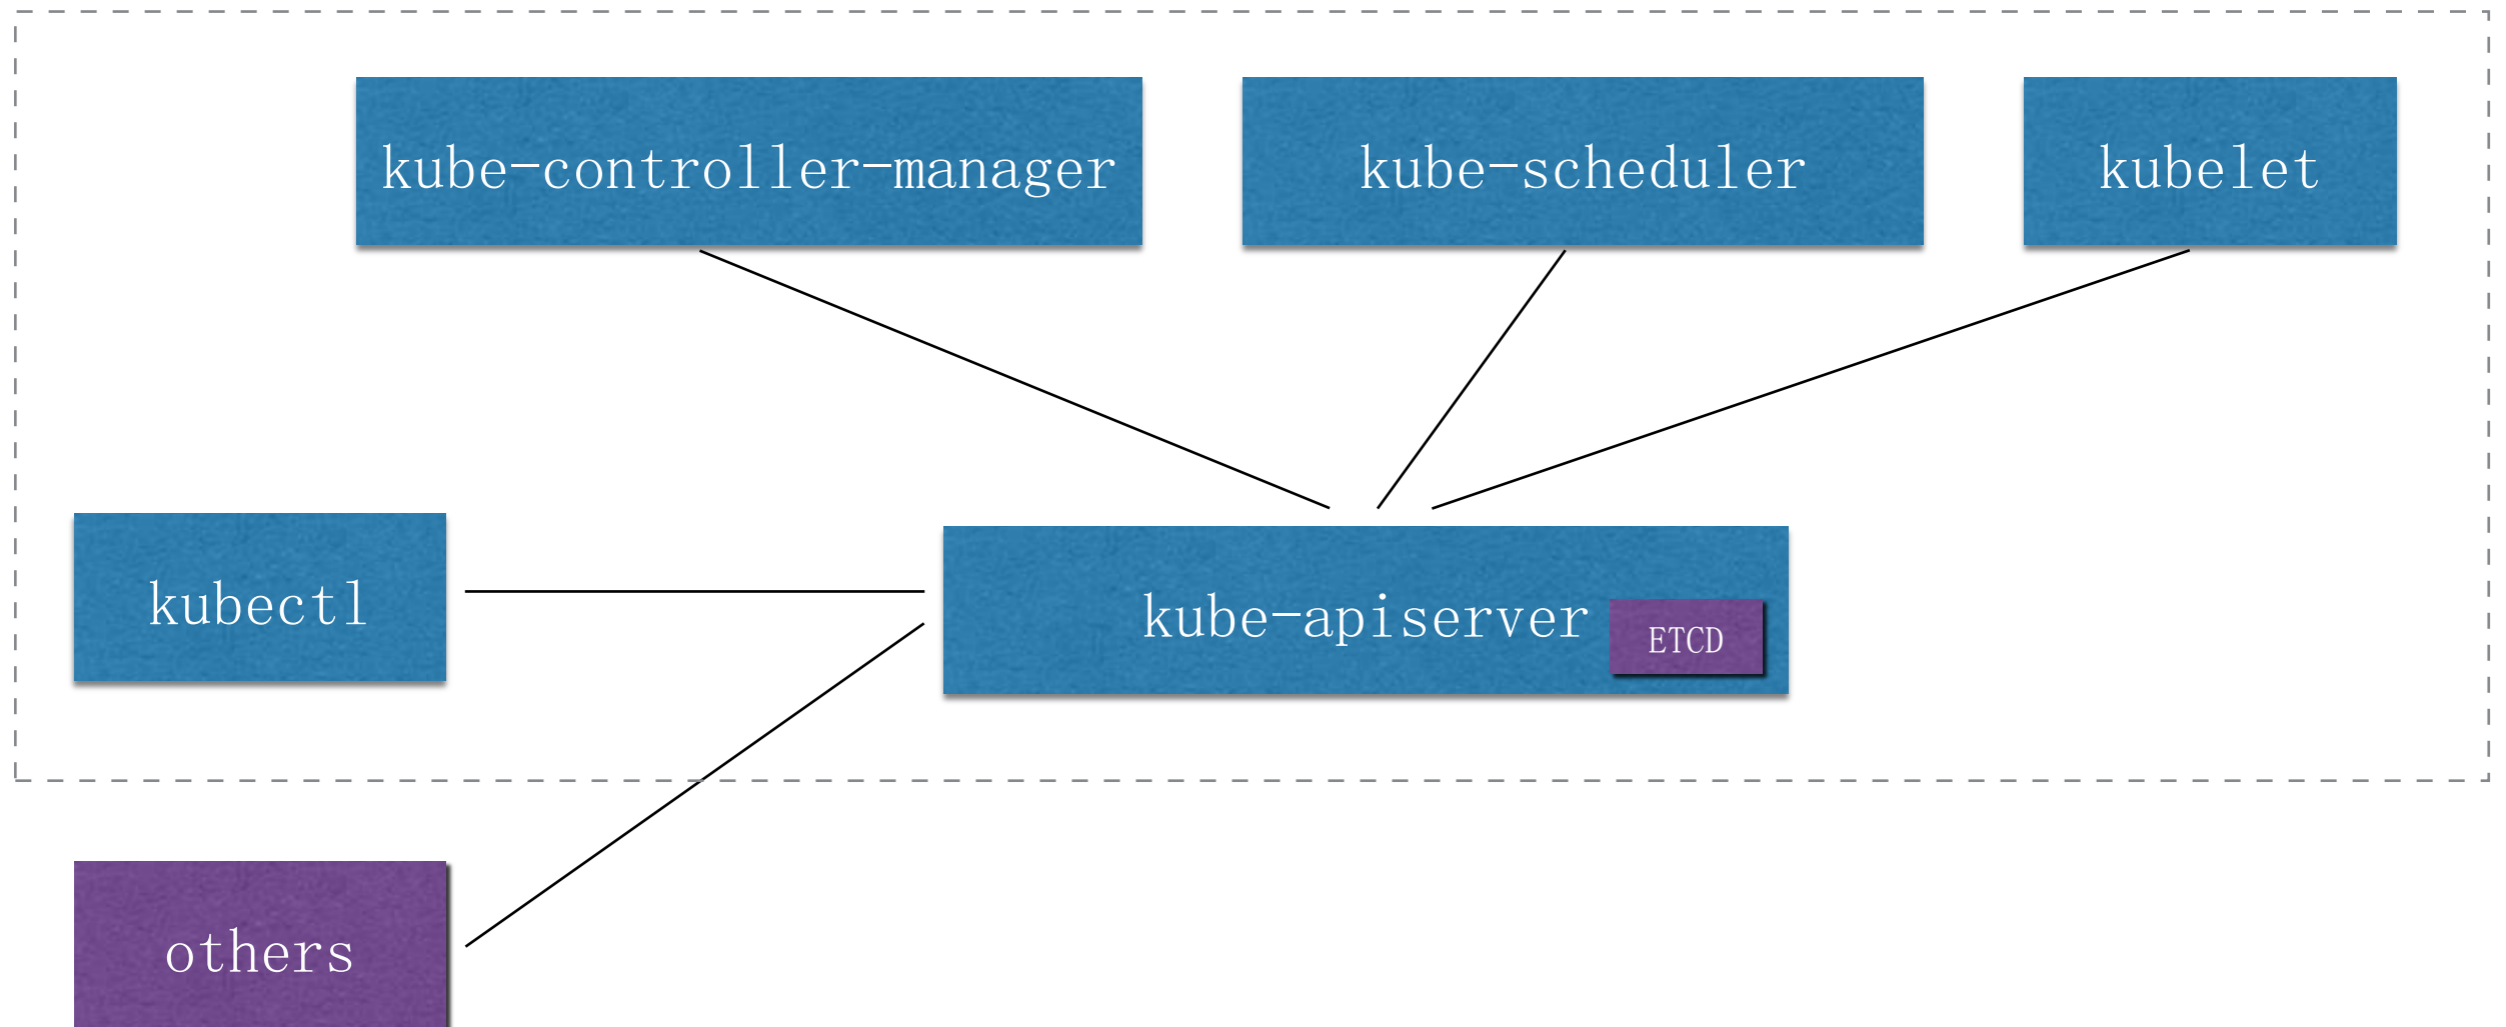 kube-controller-manager
kube-scheduler
kubelet
kubectl
kube-apiserver
ETCD
others